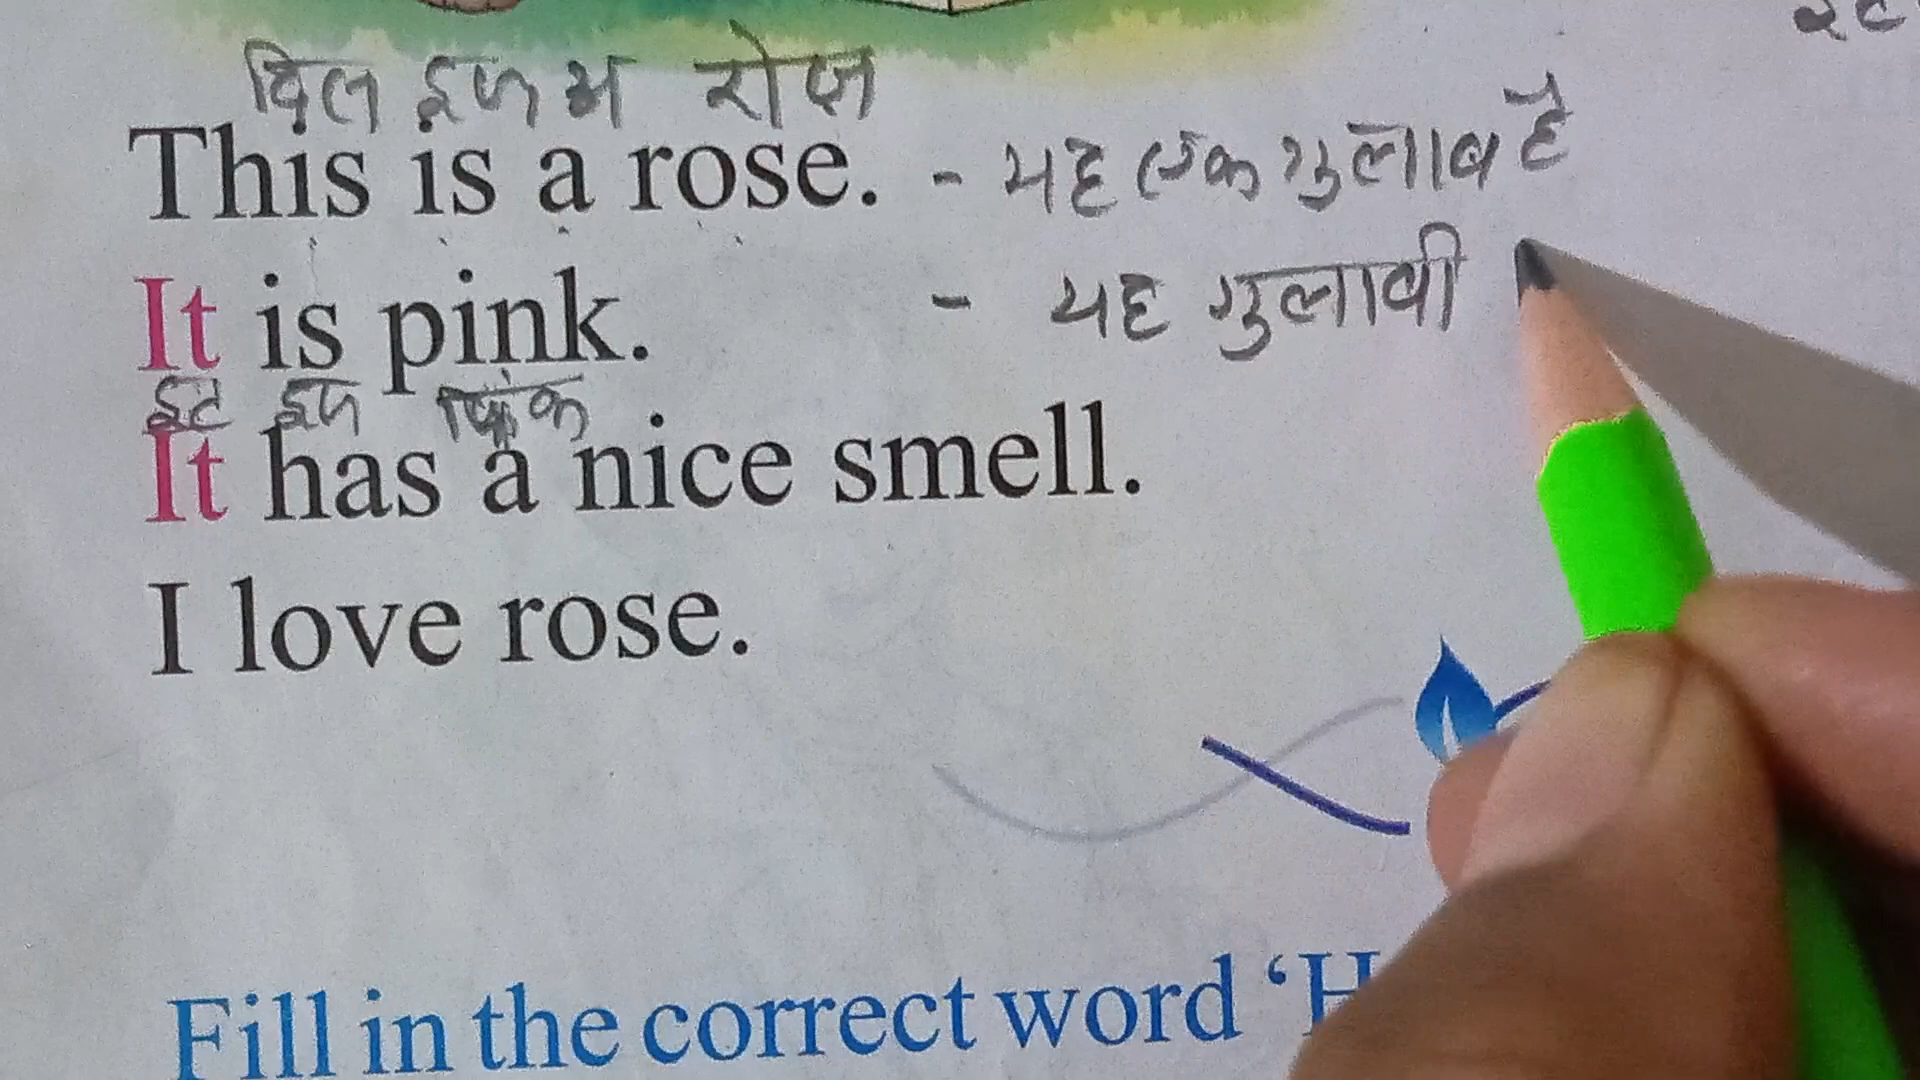 दिस इज अ रोज़
This is a rose. - यह एक गुलाब है
It is pink. - यह गुलाबी
इट इज पिंक
It has a nice smell.
I love rose.
Fill in the correct word ‘H